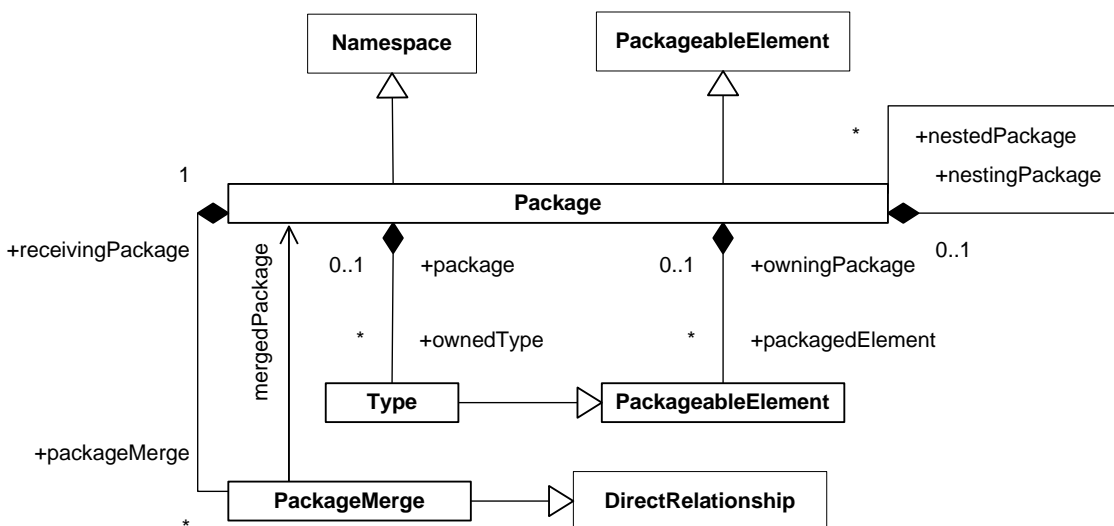 Namespace
PackageableElement
*
+nestedPackage
1
+nestingPackage
Package
+receivingPackage
0..1
+package
0..1
+owningPackage
0..1
mergedPackage
*
+ownedType
*
+packagedElement
Type
PackageableElement
+packageMerge
PackageMerge
DirectRelationship
*